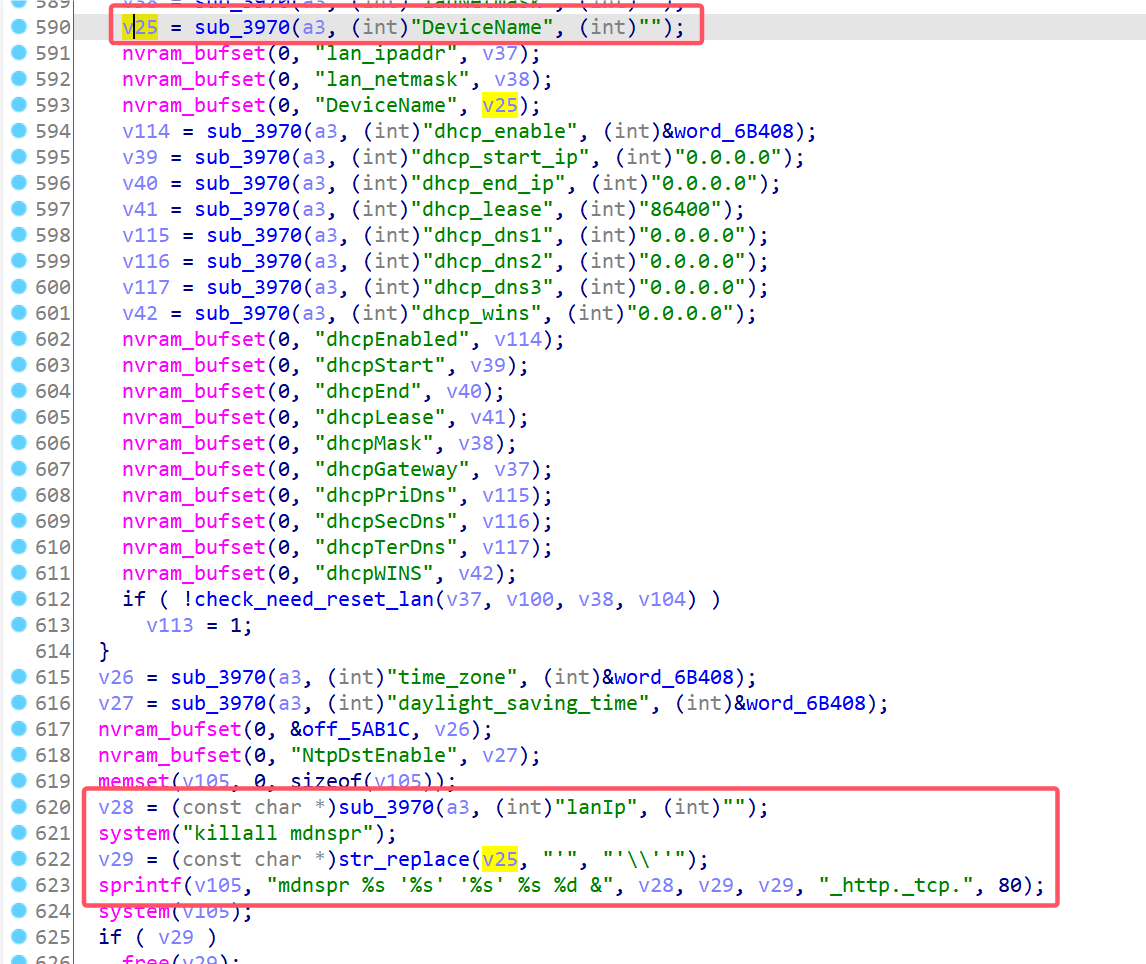 589 v38 = sub_3970(a3, (int)"lanNetmask",
590 v25 = sub_3970(a3, (int)"DeviceName", (int)"");
591 nvram_bufset(0, "lan_ipaddr", v37);
592 nvram_bufset(0, "lan_netmask", v38);
593 nvram_bufset(0, "DeviceName", v25);
594 v114 = sub_3970(a3, (int)"dhcp_enable", (int)&word_6B408);
595 v39 = sub_3970(a3, (int)"dhcp_start_ip", (int)"0.0.0.0");
596 v40 = sub_3970(a3, (int)"dhcp_end_ip", (int)"0.0.0.0");
597 v41 = sub_3970(a3, (int)"dhcp_lease", (int)"86400");
598 v115 = sub_3970(a3, (int)"dhcp_dns1", (int)"0.0.0.0");
599 v116 = sub_3970(a3, (int)"dhcp_dns2", (int)"0.0.0.0");
600 v117 = sub_3970(a3, (int)"dhcp_dns3", (int)"0.0.0.0");
601 v42 = sub_3970(a3, (int)"dhcp_wins", (int)"0.0.0.0");
602 nvram_bufset(0, "dhcpEnabled", v114);
603 nvram_bufset(0, "dhcpStart", v39);
604 nvram_bufset(0, "dhcpEnd", v40);
605 nvram_bufset(0, "dhcpLease", v41);
606 nvram_bufset(0, "dhcpMask", v38);
607 nvram_bufset(0, "dhcpGateway", v37);
608 nvram_bufset(0, "dhcpPriDns", v115);
609 nvram_bufset(0, "dhcpSecDns", v116);
610 nvram_bufset(0, "dhcpTerDns", v117);
611 nvram_bufset(0, "dhcpWINS", v42);
612 if ( !check_need_reset_lan(v37, v100, v38, v104) )
613 v113 = 1;
614 }
615 v26 = sub_3970(a3, (int)"time_zone", (int)&word_6B408);
616 v27 = sub_3970(a3, (int)"daylight_saving_time", (int)&word_6B408);
617 nvram_bufset(0, &off_5AB1C, v26);
618 nvram_bufset(0, "NtpDstEnable", v27);
619 memset(v105, 0, sizeof(v105));
620 v28 = (const char *)sub_3970(a3, (int)"lanIp", (int)"");
621 system("killall mdnspr");
622 v29 = (const char *)str_replace(v25, "'", "'\\''");
623 sprintf(v105, "mdnspr %s '%s' '%s' %s %d &", v28, v29, v29, "_http._tcp.", 80);
624 system(v105);
625 if ( v29 )
626 free(v29);